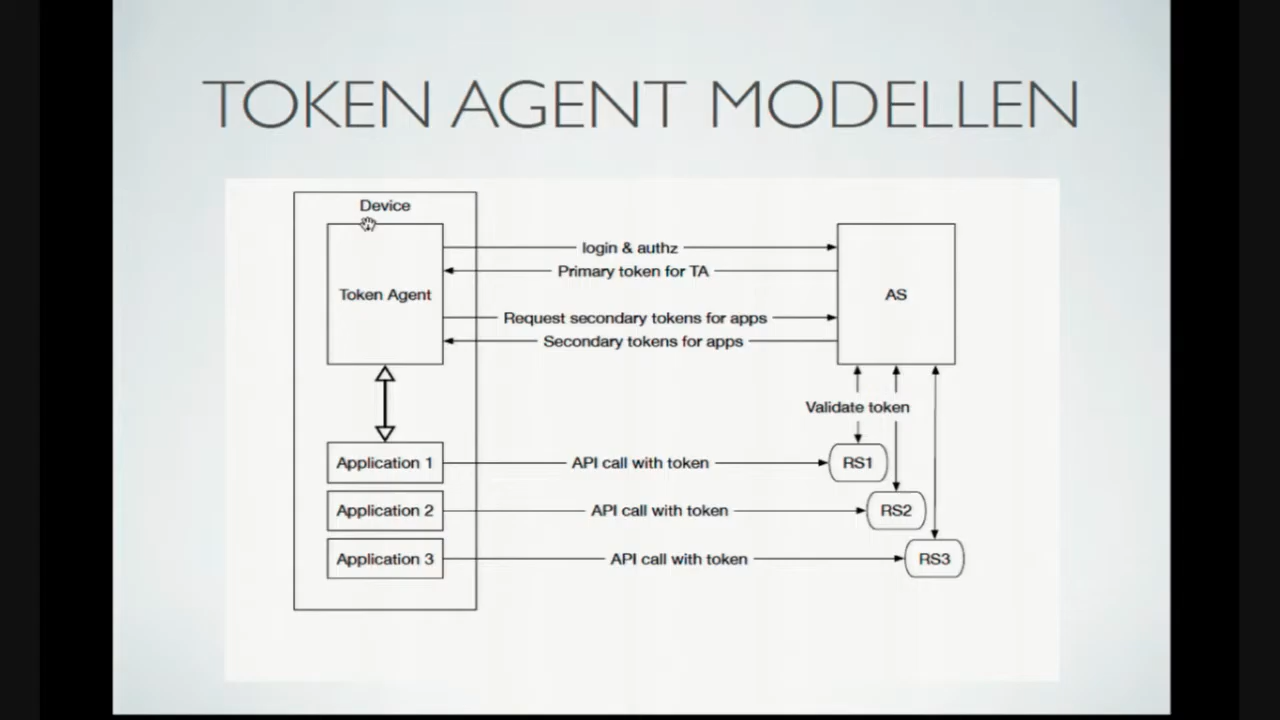 TOKEN AGENT MODELLEN
Device
Token Agent
login & authz
Primary token for TA
Request secondary tokens for apps
Secondary tokens for apps
AS
Validate token
Application 1
API call with token
RS1
Application 2
API call with token
RS2
Application 3
API call with token
RS3